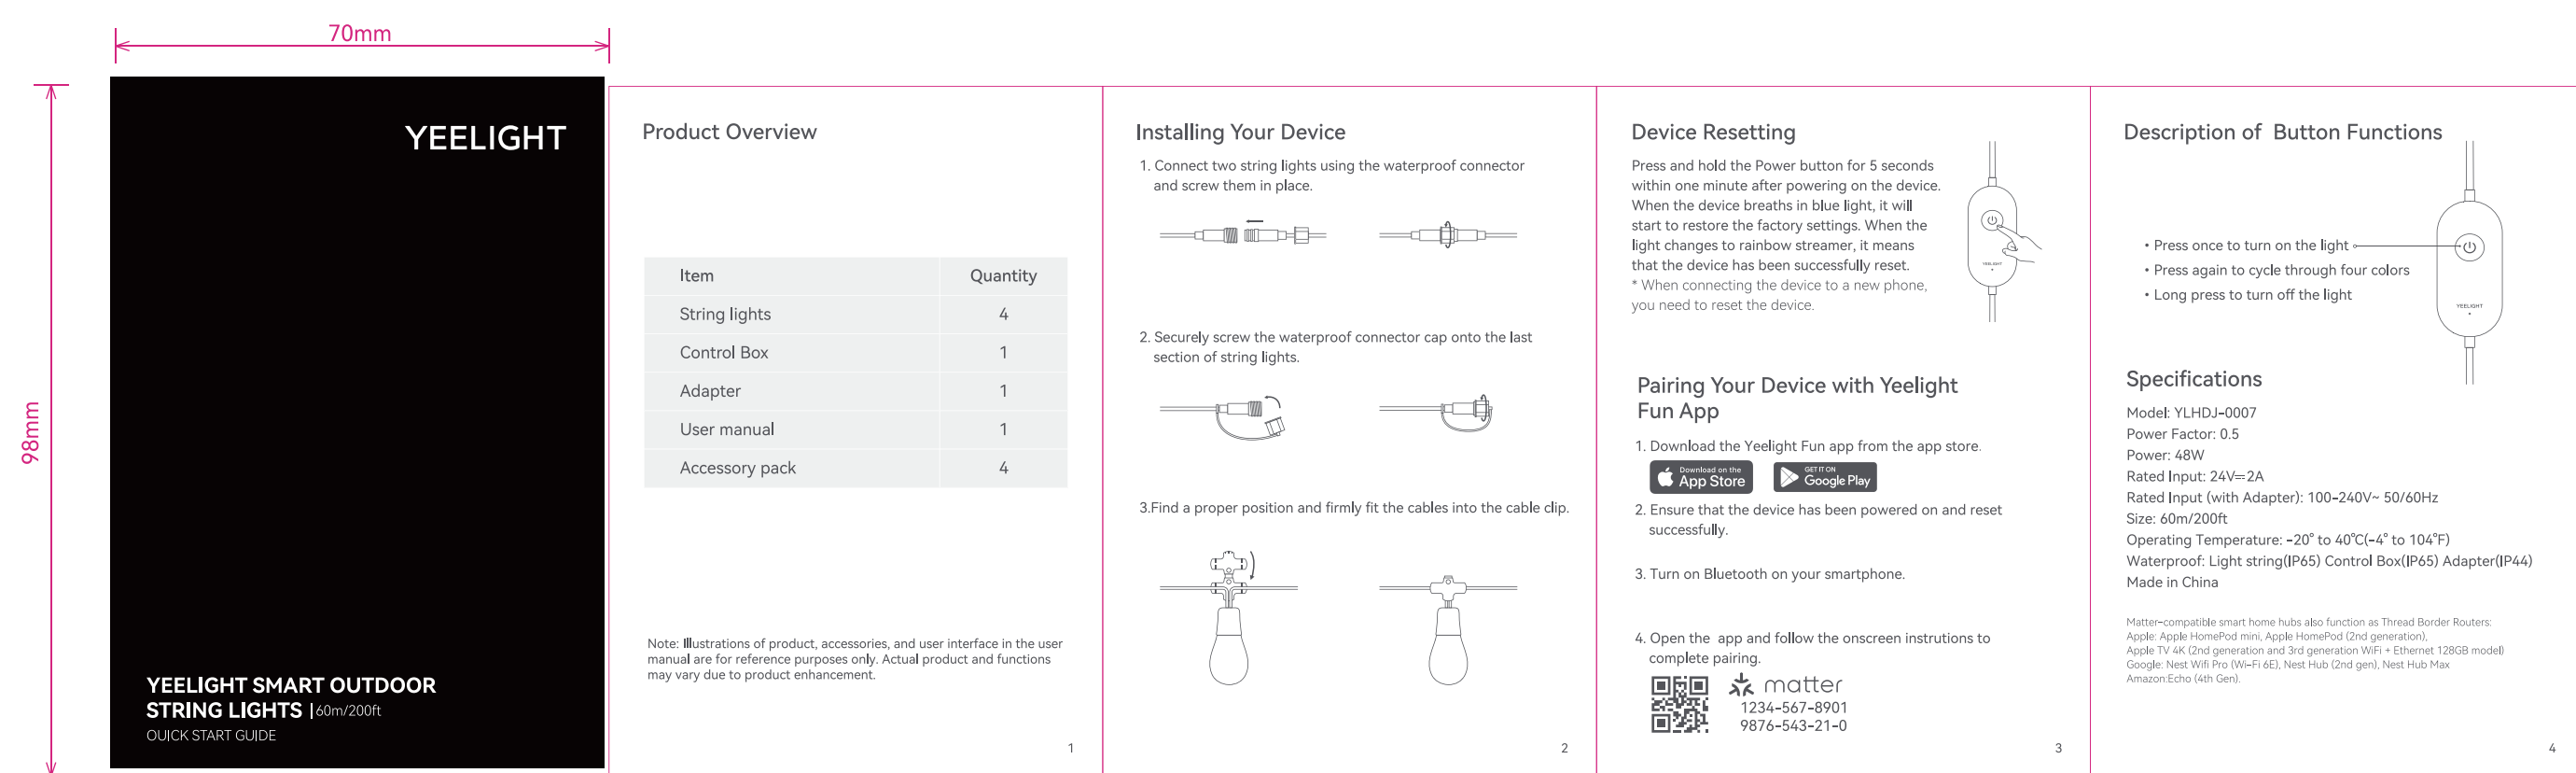 70mm
98mm
YEELIGHT
YEELIGHT SMART OUTDOOR
STRING LIGHTS |60m/200ft
QUICK START GUIDE
Product Overview
Item Quantity
String lights 4
Control Box 1
Adapter 1
User manual 1
Accessory pack 4
Note: Illustrations of product, accessories, and user interface in the user
manual are for reference purposes only. Actual product and functions
may vary due to product enhancement.
1
Installing Your Device
1. Connect two string lights using the waterproof connector
and screw them in place.
2. Securely screw the waterproof connector cap onto the last
section of string lights.
3.Find a proper position and firmly fit the cables into the cable clip.
2
Device Resetting
Press and hold the Power button for 5 seconds
within one minute after powering on the device.
When the device breaths in blue light, it will
start to restore the factory settings. When the
light changes to rainbow streamer, it means
that the device has been successfully reset.
* When connecting the device to a new phone,
you need to reset the device.
YEELIGHT
Pairing Your Device with Yeelight
Fun App
1. Download the Yeelight Fun app from the app store.
Download on the
App Store
GET IT ON
Google Play
2. Ensure that the device has been powered on and reset
successfully.
3. Turn on Bluetooth on your smartphone.
4. Open the app and follow the onscreen instrutions to
complete pairing.
matter
1234-567-8901
9876-543-21-0
3
Description of Button Functions
• Press once to turn on the light
• Press again to cycle through four colors
• Long press to turn off the light
YEELIGHT
Specifications
Model: YLHDJ-0007
Power Factor: 0.5
Power: 48W
Rated Input: 24V⎓2A
Rated Input (with Adapter): 100-240V~ 50/60Hz
Size: 60m/200ft
Operating Temperature: -20° to 40°C(-4° to 104°F)
Waterproof: Light string(IP65) Control Box(IP65) Adapter(IP44)
Made in China
Matter-compatible smart home hubs also function as Thread Border Routers:
Apple: Apple HomePod mini, Apple HomePod (2nd generation),
Apple TV 4K (2nd generation and 3rd generation WiFi + Ethernet 128GB model)
Google: Nest Wifi Pro (Wi-Fi 6E), Nest Hub (2nd gen), Nest Hub Max
Amazon:Echo (4th Gen).
4